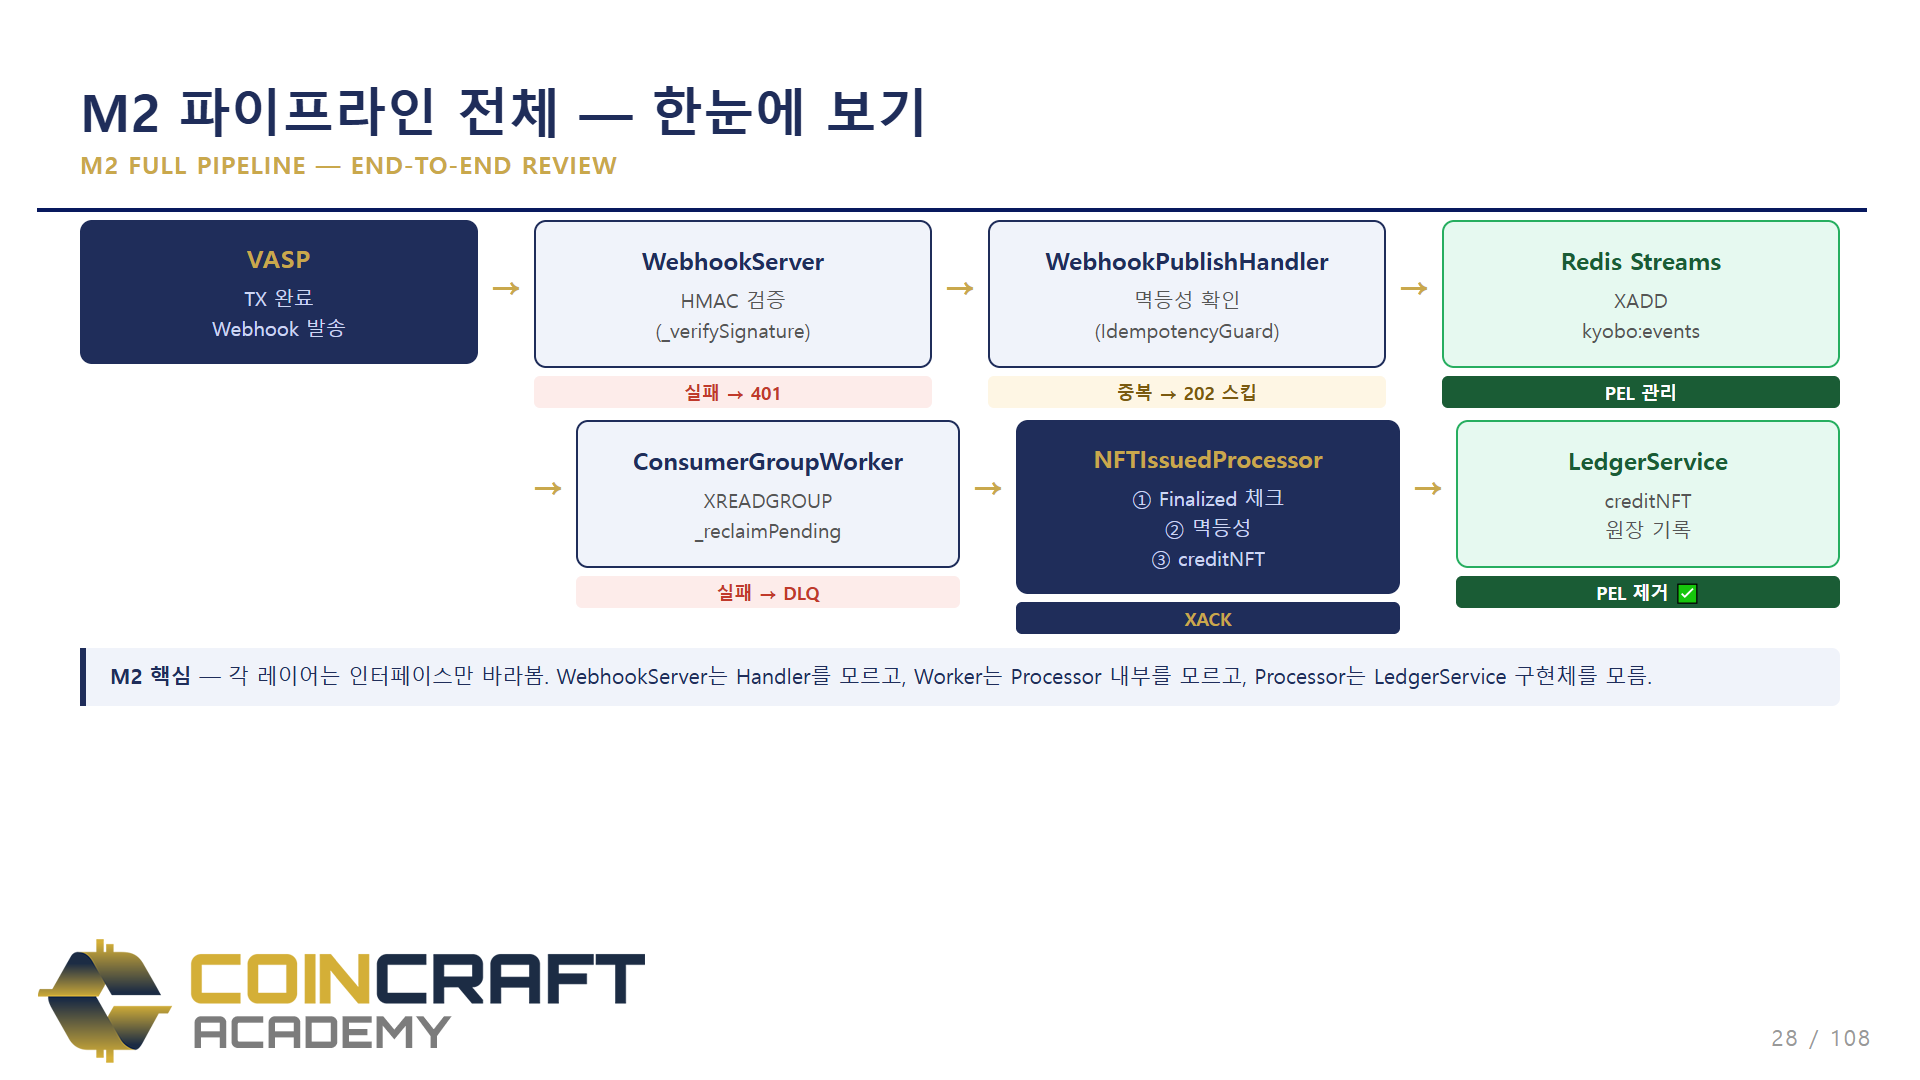 M2 파이프라인 전체 — 한눈에 보기
M2 FULL PIPELINE — END-TO-END REVIEW
VASP
TX 완료
Webhook 발송
→
WebhookServer
HMAC 검증
(_verifySignature)
실패 → 401
→
WebhookPublishHandler
멱등성 확인
(IdempotencyGuard)
중복 → 202 스킵
→
Redis Streams
XADD
kyobo:events
PEL 관리
→
ConsumerGroupWorker
XREADGROUP
_reclaimPending
실패 → DLQ
→
NFTIssuedProcessor
① Finalized 체크
② 멱등성
③ creditNFT
XACK
→
LedgerService
creditNFT
원장 기록
PEL 제거 ✅
M2 핵심 — 각 레이어는 인터페이스만 바라봄. WebhookServer는 Handler를 모르고, Worker는 Processor 내부를 모르고, Processor는 LedgerService 구현체를 모름.
COINCRAFT
ACADEMY
28 / 108